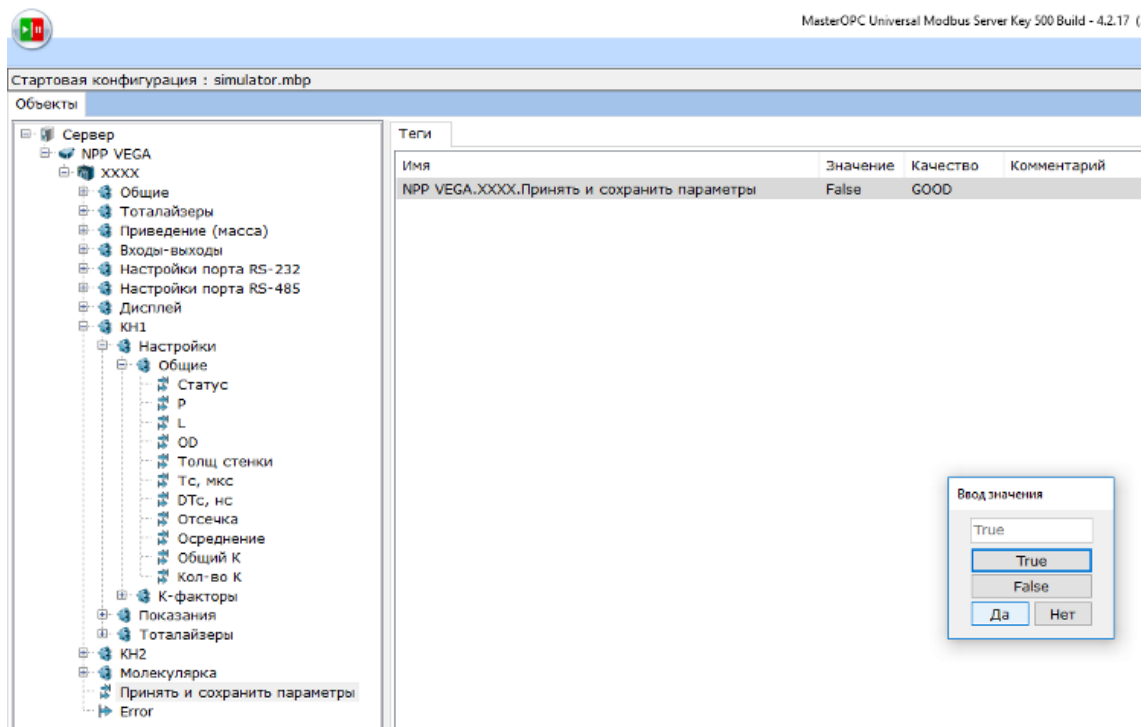 MasterOPC Universal Modbus Server Key 500 Build - 4.2.17 (
Стартовая конфигурация : simulator.mbp
Объекты
Сервер
NPP VEGA
XXXX
Общие
Тоталайзеры
Приведение (масса)
Входы-выходы
Настройки порта RS-232
Настройки порта RS-485
Дисплей
КН1
Настройки
Общие
Статус
P
L
OD
Толщ стенки
Тс, мкс
DTс, нс
Отсечка
Осреднение
Общий К
Кол-во К
К-факторы
Показания
Тоталайзеры
КН2
Молекулярка
Принять и сохранить параметры
Error
Теги
Имя Значение Качество Комментарий
NPP VEGA.XXXX.Принять и сохранить параметры False GOOD
Ввод значения
True
True
False
Да Нет